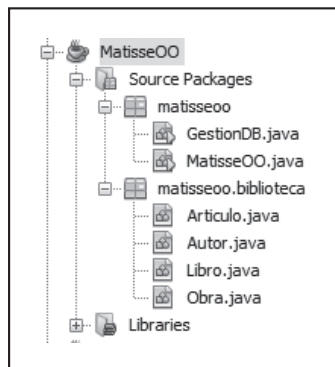 MatisseOO
Source Packages
matisseoo
GestionDB.java
MatisseOO.java
matisseoo.biblioteca
Articulo.java
Autor.java
Libro.java
Obra.java
Libraries